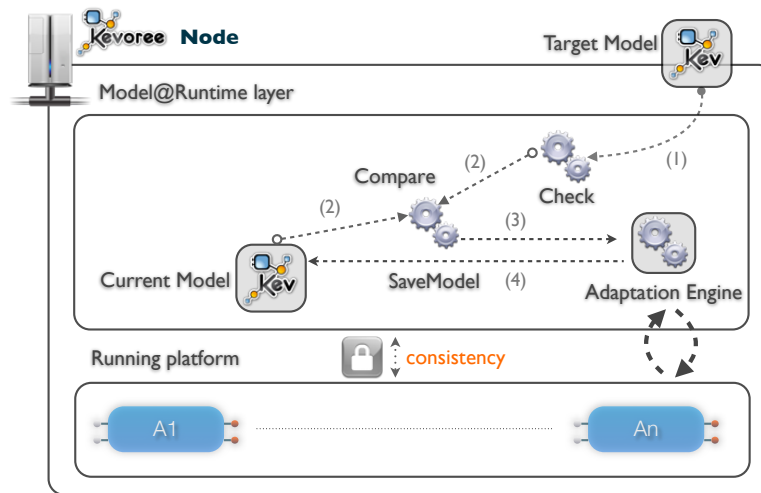 Kevoree Node
Target Model
Kev
Model@Runtime layer
(1)
(2)
Compare
Check
(2)
(3)
Current Model
Kev
SaveModel
(4)
Adaptation Engine
Running platform
consistency
A1
An